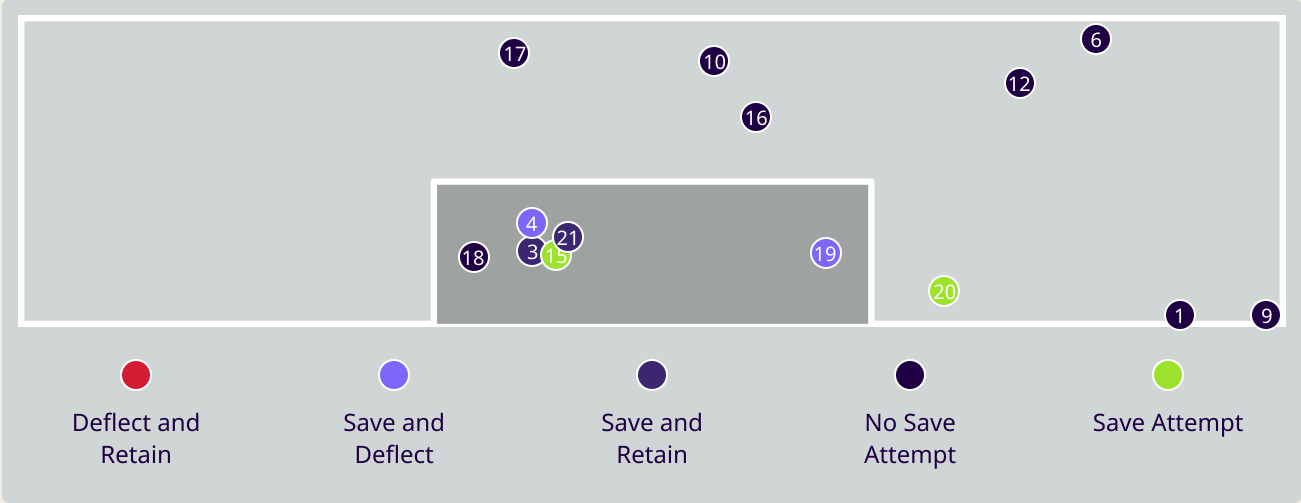 6
17
10
12
16
4
21
3
15
18
19
20
1
9
Deflect and
Retain
Save and
Deflect
Save and
Retain
No Save
Attempt
Save Attempt